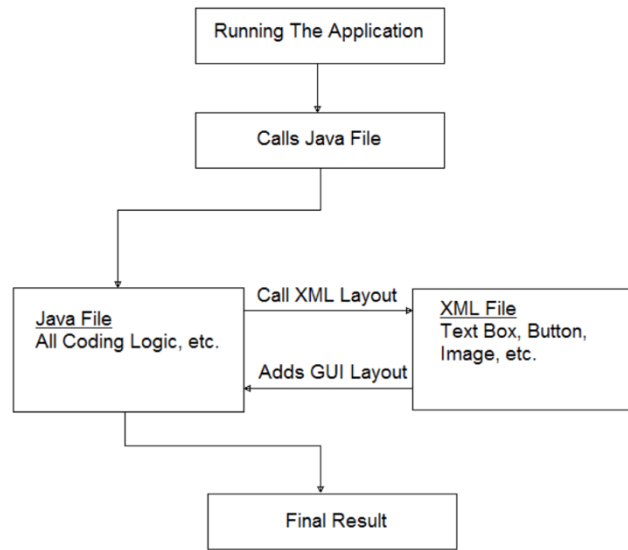 Running The Application
Calls Java File
Call XML Layout
Java File
All Coding Logic, etc.
XML File
Text Box, Button,
Image, etc.
Adds GUI Layout
Final Result